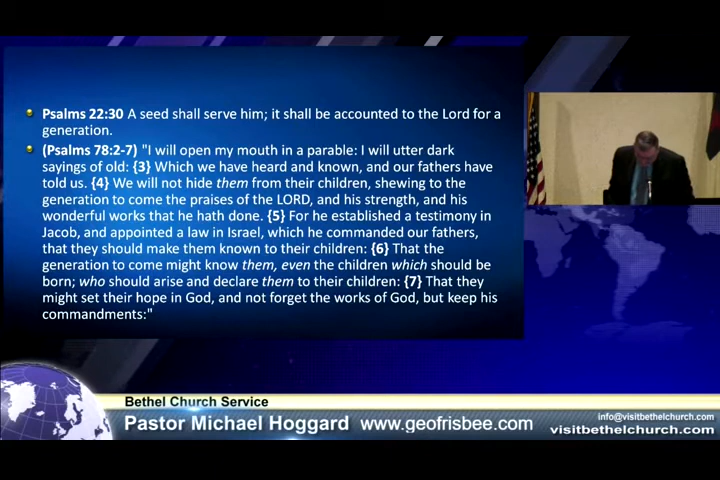 Psalms 22:30 A seed shall serve him; it shall be accounted to the Lord for a
generation.
(Psalms 78:2-7) "I will open my mouth in a parable: I will utter dark
sayings of old: {3} Which we have heard and known, and our fathers have
told us. {4} We will not hide them from their children, shewing to the
generation to come the praises of the LORD, and his strength, and his
wonderful works that he hath done. {5} For he established a testimony in
Jacob, and appointed a law in Israel, which he commanded our fathers,
that they should make them known to their children: {6} That the
generation to come might know them, even the children which should be
born; who should arise and declare them to their children: {7} That they
might set their hope in God, and not forget the works of God, but keep his
commandments:"
Bethel Church Service
Pastor Michael Hoggard www.geofrisbee.com
info@visitbethelchurch.com
visitbethelchurch.com